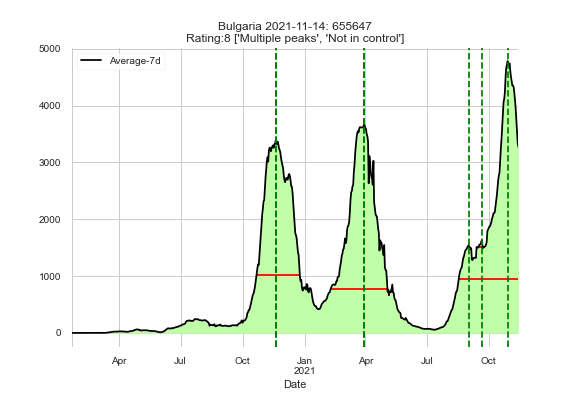 Bulgaria 2021-11-14: 655647
Rating:8 ['Multiple peaks', 'Not in control']
Average-7d
5000
4000
3000
2000
1000
0
Apr Jul Oct Jan Apr Jul Oct
2021
Date